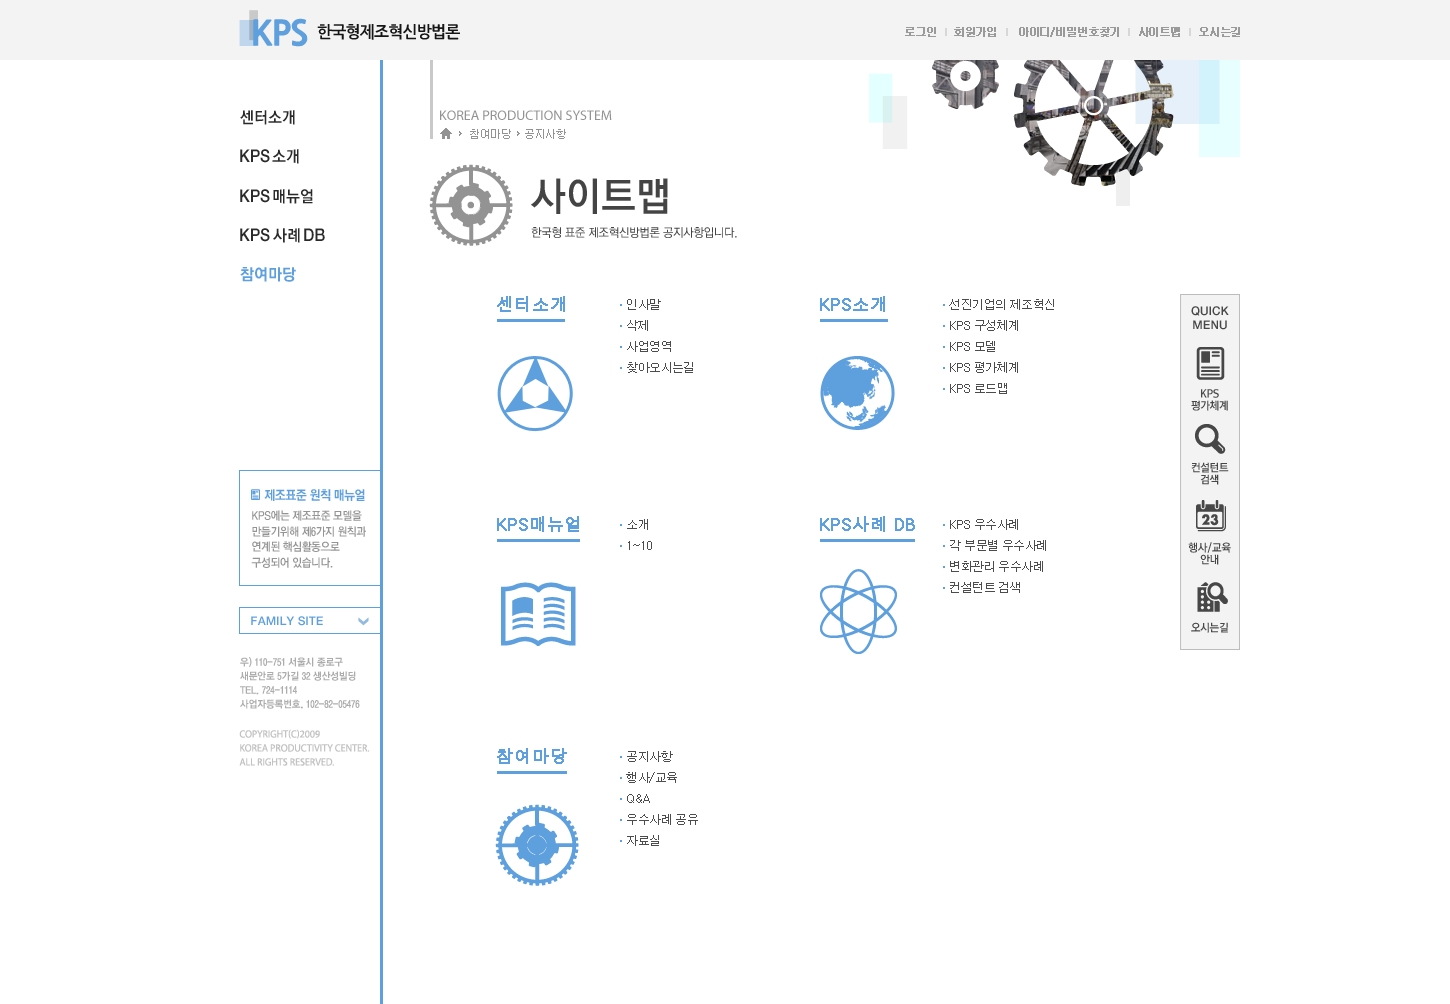 KPS 한국형제조혁신방법론
로그인 회원가입 아이디/비밀번호찾기 사이트맵 오시는길
센터소개
KPS 소개
KPS 매뉴얼
KPS 사례 DB
참여마당
KOREA PRODUCTION SYSTEM
참여마당 공지사항
사이트맵
한국형 표준 제조혁신방법론 공지사항입니다.
센터소개
· 인사말
· 삭제
· 사업영역
· 찾아오시는길
KPS소개
· 선진기업의 제조혁신
· KPS 구성체계
· KPS 모델
· KPS 평가체계
· KPS 로드맵
KPS매뉴얼
· 소개
· 1~10
KPS사례 DB
· KPS 우수사례
· 각 부문별 우수사례
· 변화관리 우수사례
· 컨설턴트 검색
참여마당
· 공지사항
· 행사/교육
· Q&A
· 우수사례 공유
· 자료실
QUICK
MENU
KPS
평가체계
컨설턴트
검색
23
행사/교육
안내
오시는길
제조표준 원칙 매뉴얼
KPS에는 제조표준 모델을
만들기위해 제6가지 원칙과
연계된 핵심활동으로
구성되어 있습니다.
FAMILY SITE
우) 110-751 서울시 종로구
새문안로 5가길 32 생산성빌딩
TEL. 724-1114
사업자등록번호. 102-82-05476
COPYRIGHT(C)2009
KOREA PRODUCTIVITY CENTER.
ALL RIGHTS RESERVED.